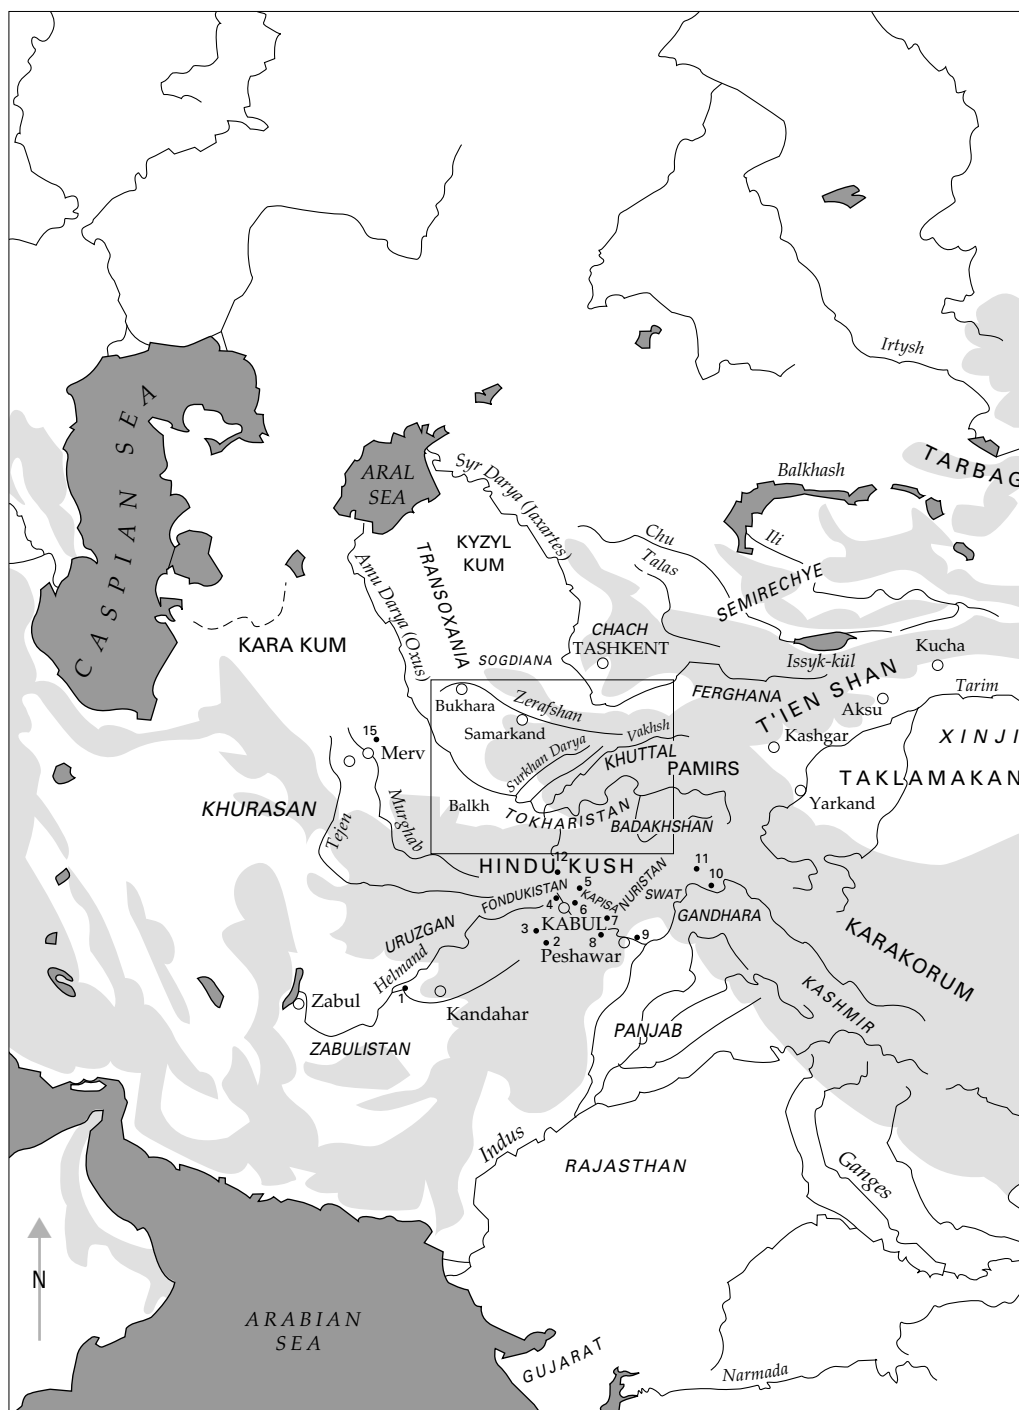 Irtysh
CASPIAN SEA
ARAL
SEA
Syr Darya (Jaxartes)
Balkhash
TARBAG
KYZYL
KUM
Chu
Talas
Ili
TRANSOXANIA
Amu Darya (Oxus)
SEMIRECHYE
KARA KUM
CHACH
TASHKENT
SOGDIANA
Issyk-kül
Kucha
FERGHANA
T'IEN SHAN
Tarim
Aksu
Bukhara
Zerafshan
Samarkand
Vakhsh
Surkhan Darya
KHUTTAL
PAMIRS
Kashgar
XINJI
TAKLAMAKAN
Yarkand
15
Merv
KHURASAN
Tejen
Murghab
Balkh
TOKHARISTAN
BADAKHSHAN
HINDU KUSH
12
11
10
FONDUKISTAN
5
KAPISA
NURISTAN
SWAT
4
6
GANDHARA
URUZGAN
KABUL
7
3
2
8
9
Peshawar
KARAKORUM
Helmand
1
Zabul
Kandahar
KASHMIR
PANJAB
ZABULISTAN
Indus
RAJASTHAN
Ganges
N
ARABIAN
SEA
GUJARAT
Narmada